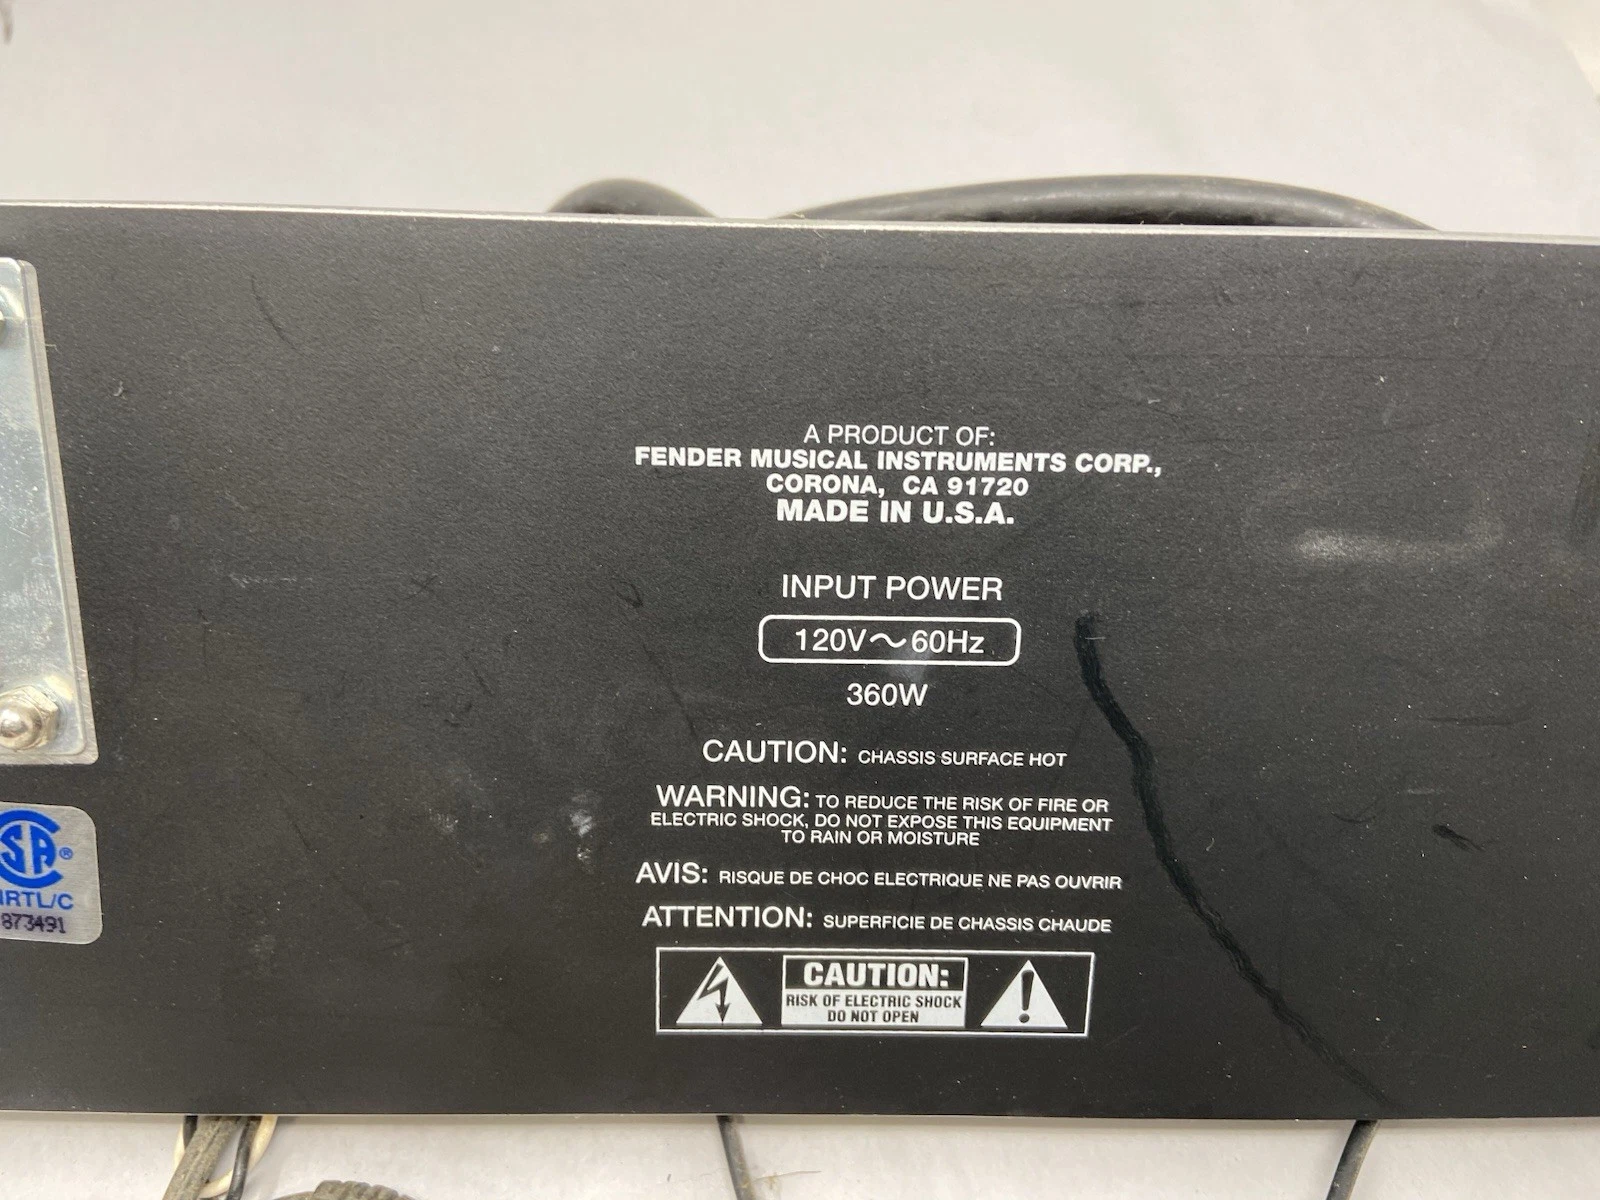 A PRODUCT OF:
FENDER MUSICAL INSTRUMENTS CORP.,
CORONA, CA 91720
MADE IN U.S.A.
INPUT POWER
120V～60Hz
360W
CAUTION: CHASSIS SURFACE HOT
WARNING: TO REDUCE THE RISK OF FIRE OR
ELECTRIC SHOCK, DO NOT EXPOSE THIS EQUIPMENT
TO RAIN OR MOISTURE
AVIS: RISQUE DE CHOC ELECTRIQUE NE PAS OUVRIR
ATTENTION: SUPERFICIE DE CHASSIS CHAUDE
CAUTION:
RISK OF ELECTRIC SHOCK
DO NOT OPEN
SA®
NRTL/C
873491